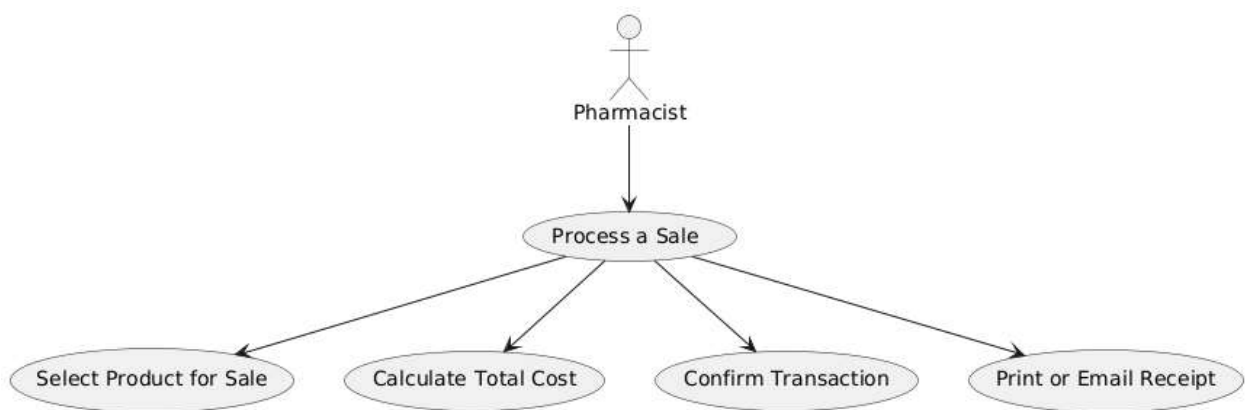 Pharmacist
Process a Sale
Select Product for Sale
Calculate Total Cost
Confirm Transaction
Print or Email Receipt